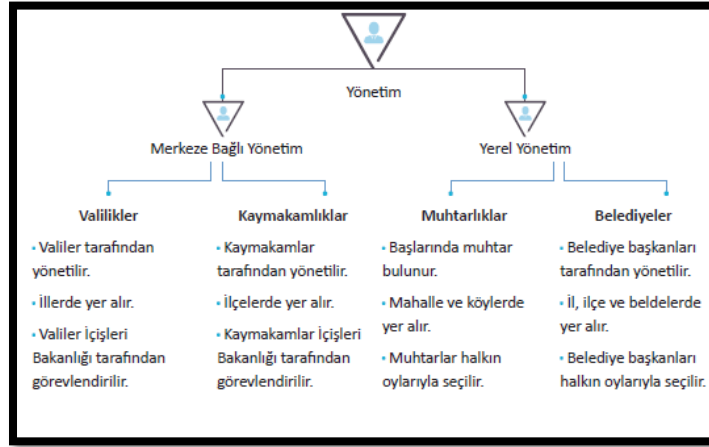 Yönetim
Merkeze Bağlı Yönetim
Yerel Yönetim
Valilikler
• Valiler tarafından
yönetilir.
• İllerde yer alır.
• Valiler İçişleri
Bakanlığı tarafından
görevlendirilir.
Kaymakamlıklar
• Kaymakamlar
tarafından yönetilir.
• İlçelerde yer alır.
• Kaymakamlar İçişleri
Bakanlığı tarafından
görevlendirilir.
Muhtarlıklar
• Başlarında muhtar
bulunur.
• Mahalle ve köylerde
yer alır.
• Muhtarlar halkın
oylarıyla seçilir.
Belediyeler
• Belediye başkanları
tarafından yönetilir.
• İl, ilçe ve beldelerde
yer alır.
• Belediye başkanları
halkın oylarıyla seçilir.